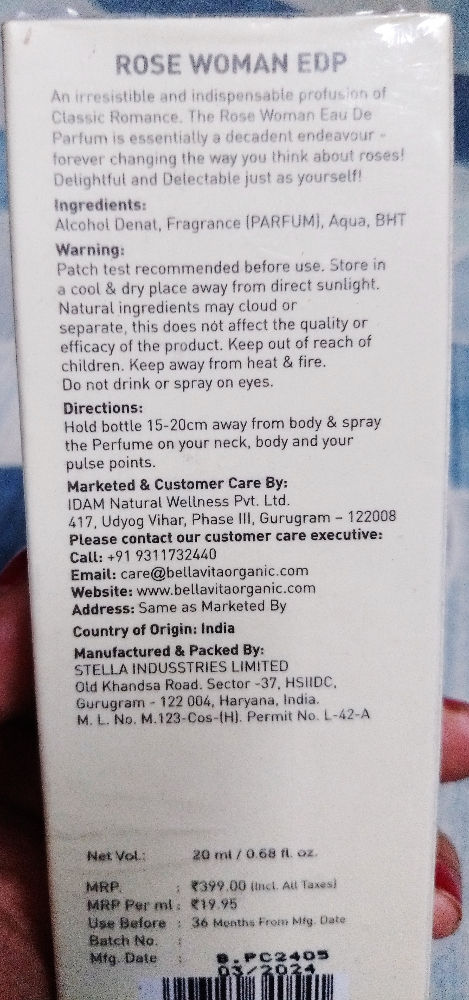 ROSE WOMAN EDP
An irresistible and indispensable profusion of
Classic Romance. The Rose Woman Eau De
Parfum is essentially a decadent endeavour -
forever changing the way you think about roses!
Delightful and Delectable just as yourself!
Ingredients:
Alcohol Denat, Fragrance (PARFUM), Aqua, BHT
Warning:
Patch test recommended before use. Store in
a cool & dry place away from direct sunlight.
Natural ingredients may cloud or
separate, this does not affect the quality or
efficacy of the product. Keep out of reach of
children. Keep away from heat & fire.
Do not drink or spray on eyes.
Directions:
Hold bottle 15-20cm away from body & spray
the Perfume on your neck, body and your
pulse points.
Marketed & Customer Care By:
IDAM Natural Wellness Pvt. Ltd.
417, Udyog Vihar, Phase III, Gurugram – 122008
Please contact our customer care executive:
Call: +91 9311732440
Email: care@bellavitaorganic.com
Website: www.bellavitaorganic.com
Address: Same as Marketed By
Country of Origin: India
Manufactured & Packed By:
STELLA INDUSSTRIES LIMITED
Old Khandsa Road. Sector -37, HSIIDC,
Gurugram - 122 004, Haryana, India.
M. L. No. M.123-Cos-(H). Permit No. L-42-A
Net Vol.: 20 ml / 0.68 fl. oz.
MRP. : ₹399.00 (Incl. All Taxes)
MRP Per ml : ₹19.95
Use Before : 36 Months From Mfg. Date
Batch No. :
Mfg. Date : B.PC2405
03/2024